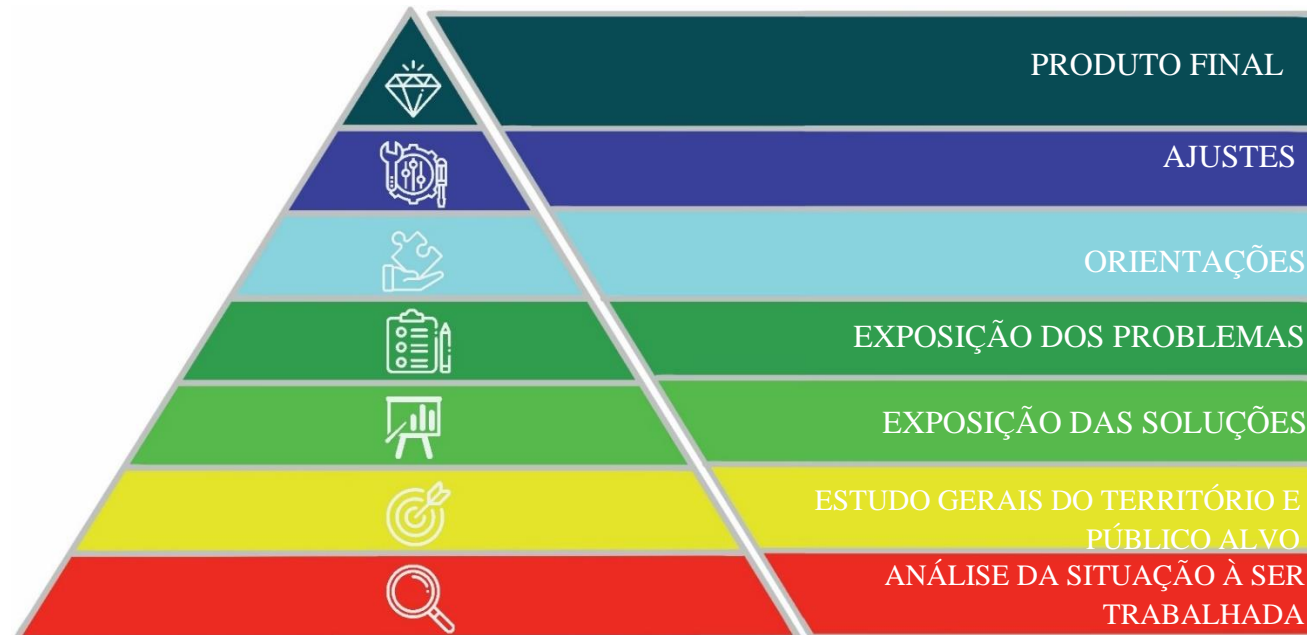 PRODUTO FINAL
AJUSTES
ORIENTAÇÕES
EXPOSIÇÃO DOS PROBLEMAS
EXPOSIÇÃO DAS SOLUÇÕES
ESTUDO GERAIS DO TERRITÓRIO E
PÚBLICO ALVO
ANÁLISE DA SITUAÇÃO À SER
TRABALHADA